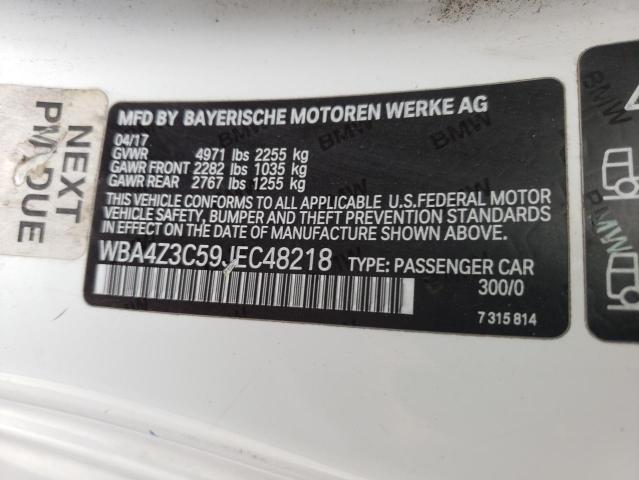 NEXT
PM DUE
MFD BY BAYERISCHE MOTOREN WERKE AG
04/17
GVWR 4971 lbs 2255 kg
GAWR FRONT 2282 lbs 1035 kg
GAWR REAR 2767 lbs 1255 kg
THIS VEHICLE CONFORMS TO ALL APPLICABLE U.S.FEDERAL MOTOR
VEHICLE SAFETY, BUMPER AND THEFT PREVENTION STANDARDS
IN EFFECT ON THE DATE OF MANUFACTURE SHOWN ABOVE.
WBA4Z3C59JEC48218 TYPE: PASSENGER CAR
300/0
7 315 814